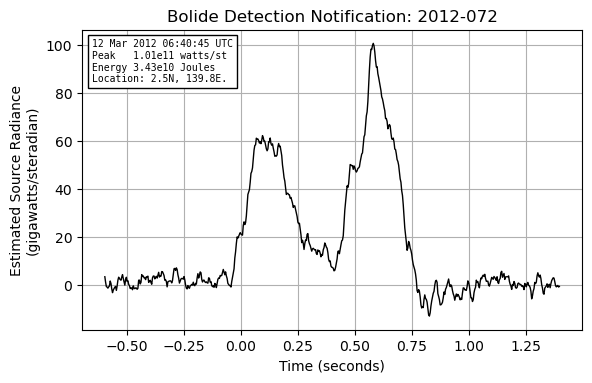 Bolide Detection Notification: 2012-072
12 Mar 2012 06:40:45 UTC
Peak   1.01e11 watts/st
Energy 3.43e10 Joules
Location: 2.5N, 139.8E.
Estimated Source Radiance
(gigawatts/steradian)
100
80
60
40
20
0
−0.50 −0.25 0.00 0.25 0.50 0.75 1.00 1.25
Time (seconds)